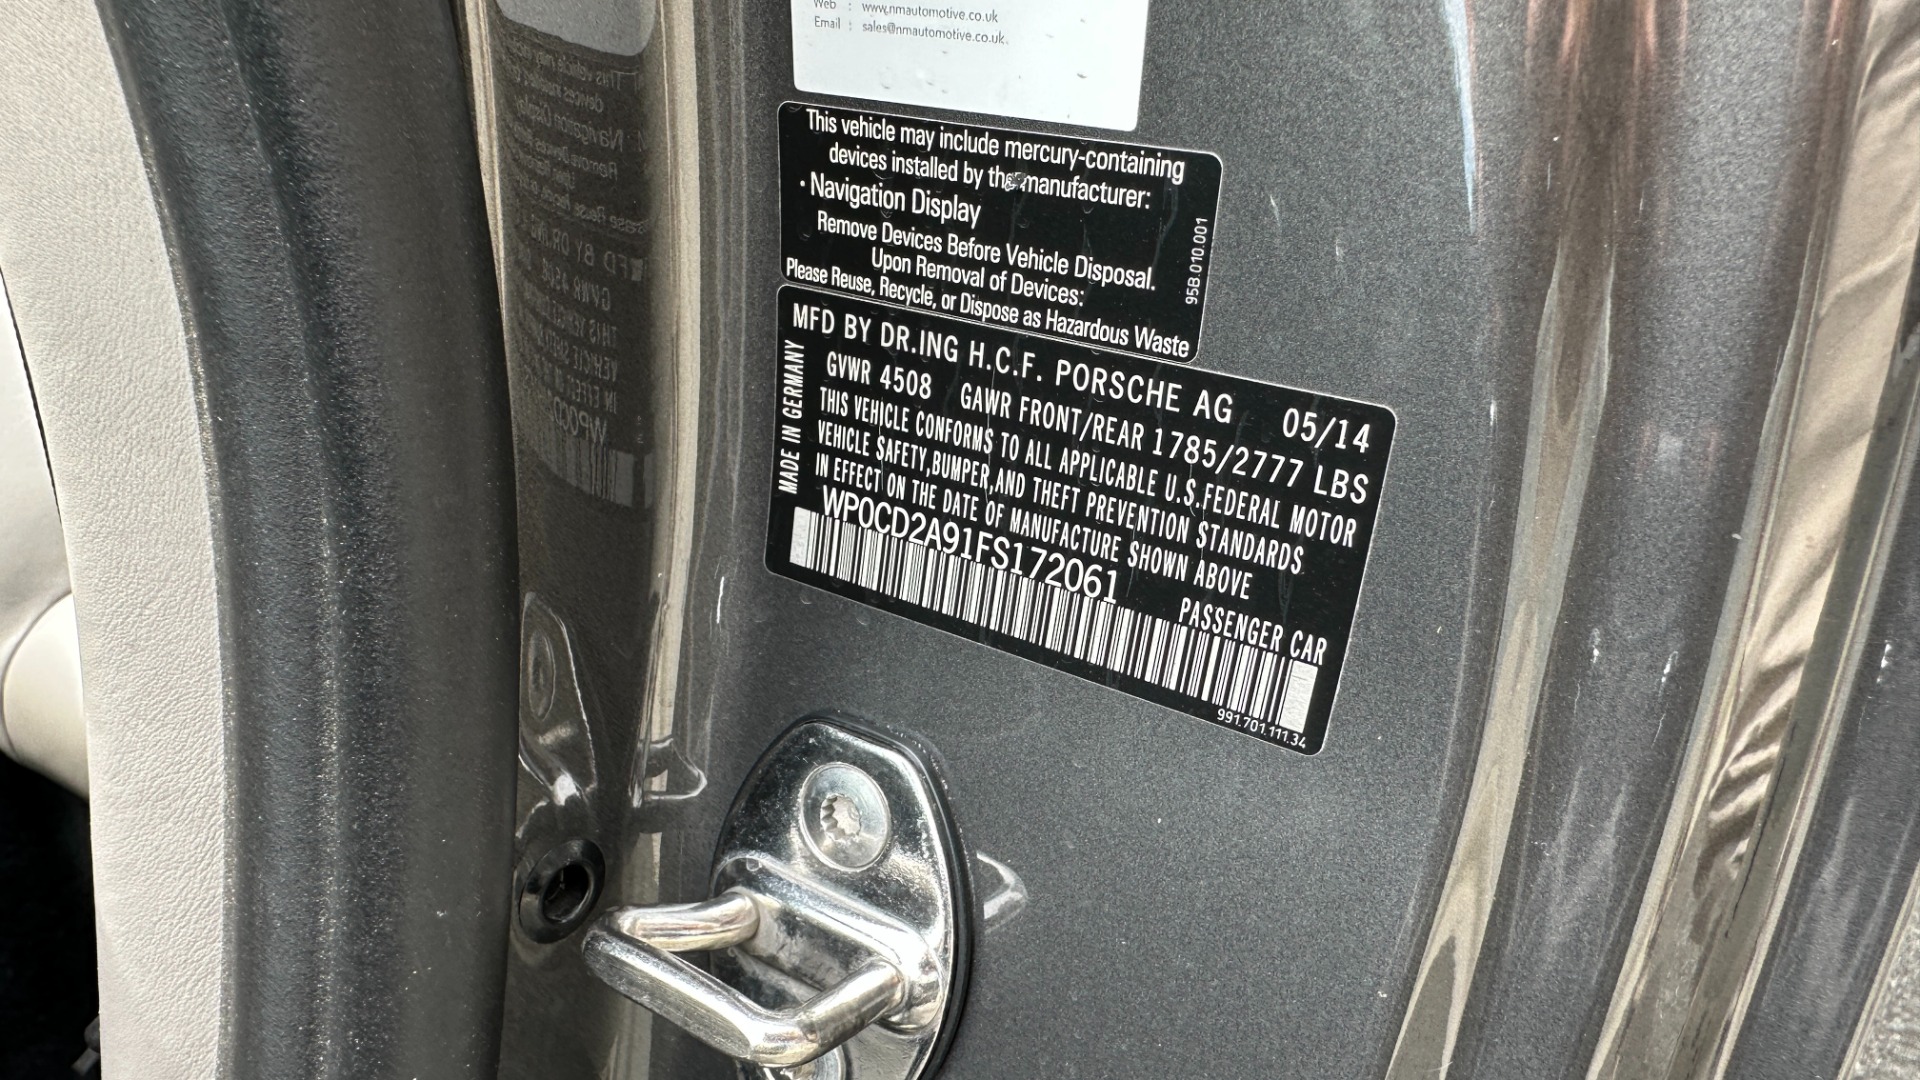 Web : www.nmautomotive.co.uk
Email : sales@nmautomotive.co.uk
This vehicle may include mercury-containing
devices installed by the manufacturer:
· Navigation Display
Remove Devices Before Vehicle Disposal.
Upon Removal of Devices:
Please Reuse, Recycle, or Dispose as Hazardous Waste
95B.010.001
MFD BY DR.ING H.C.F. PORSCHE AG 05/14
GVWR 4508 GAWR FRONT/REAR 1785/2777 LBS
THIS VEHICLE CONFORMS TO ALL APPLICABLE U.S.FEDERAL MOTOR
VEHICLE SAFETY,BUMPER,AND THEFT PREVENTION STANDARDS
IN EFFECT ON THE DATE OF MANUFACTURE SHOWN ABOVE
WP0CD2A91FS172061
PASSENGER CAR
MADE IN GERMANY
991.701.111.34